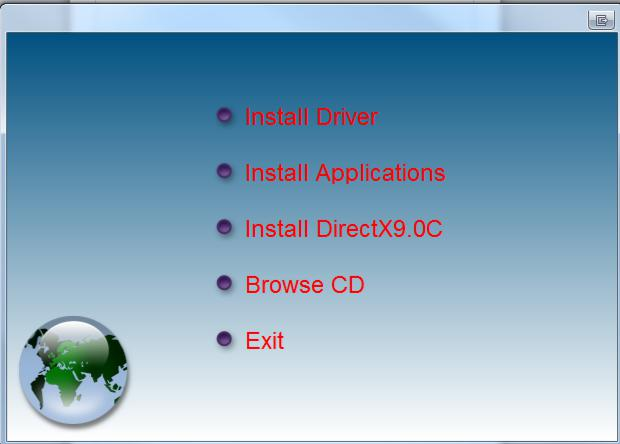 Install Driver
Install Applications
Install DirectX9.0C
Browse CD
Exit